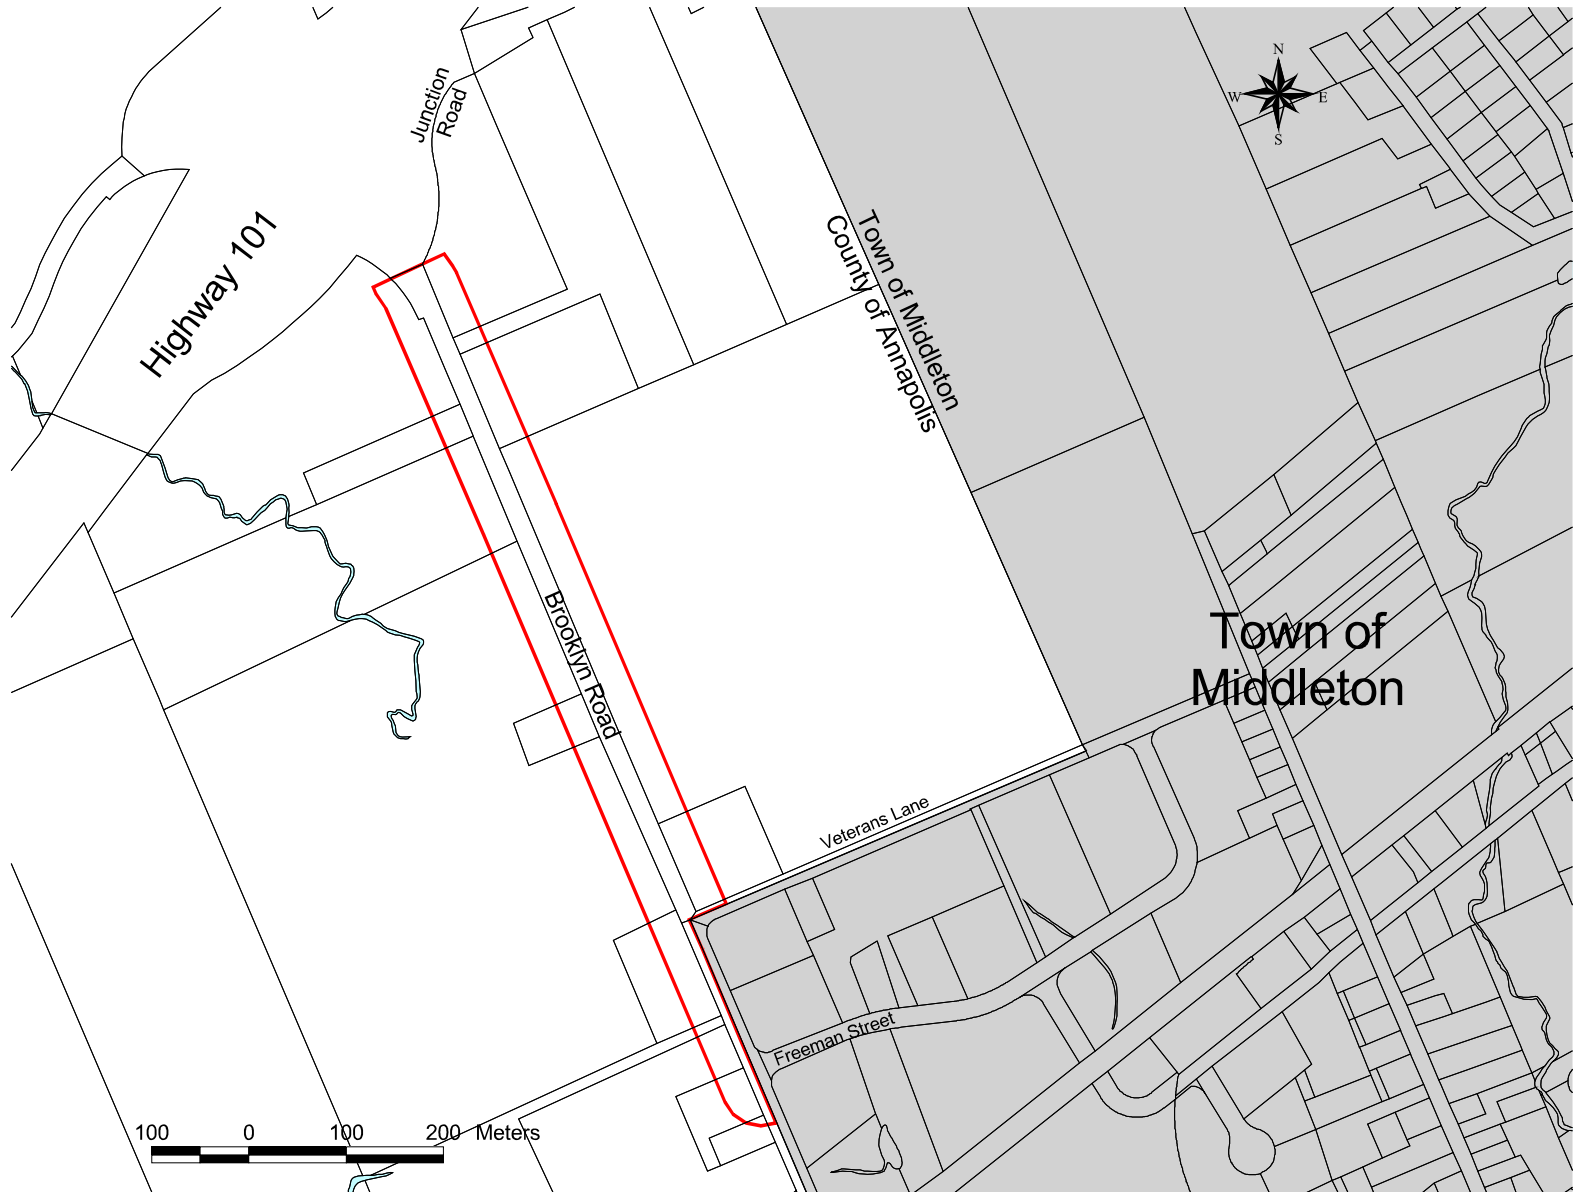 N
W E
S
Junction
Road
Highway 101
Town of Middleton
County of Annapolis
Town of
Middleton
Brooklyn Road
Veterans Lane
Freeman Street
100 0 100 200 Meters